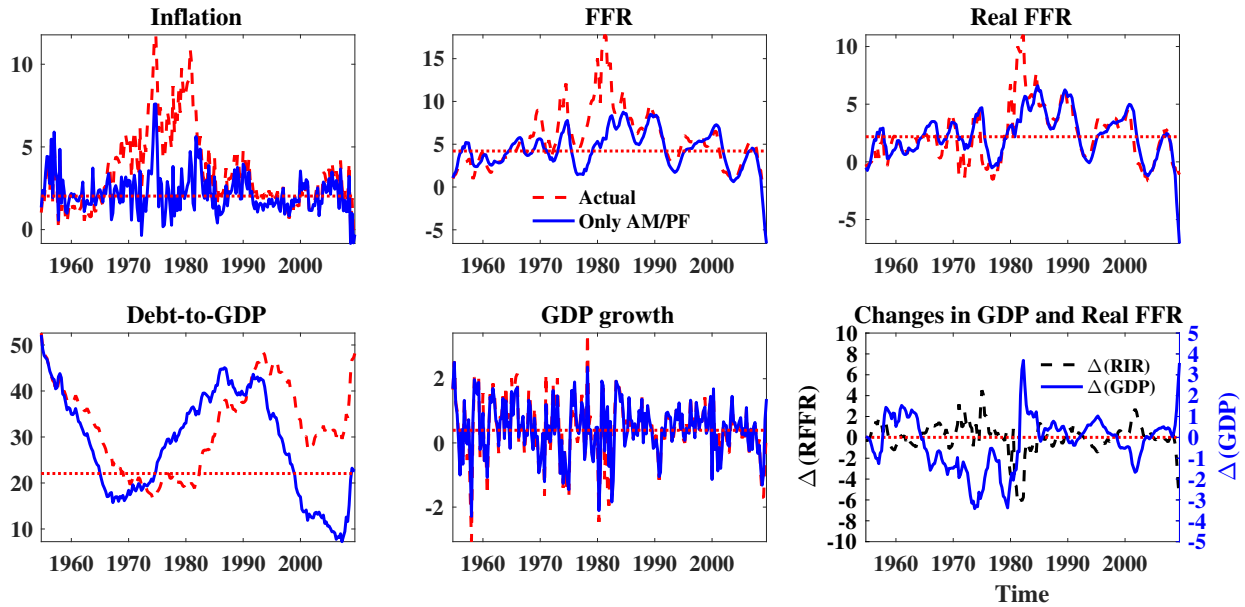 Inflation
10
5
0
1960 1970 1980 1990 2000
FFR
15
10
5
0
-5
Actual
Only AM/PF
1960 1970 1980 1990 2000
Real FFR
10
5
0
-5
1960 1970 1980 1990 2000
Debt-to-GDP
50
40
30
20
10
1960 1970 1980 1990 2000
GDP growth
2
0
-2
1960 1970 1980 1990 2000
Changes in GDP and Real FFR
Δ(RFFR)
10
8
6
4
2
0
-2
-4
-6
-8
-10
Δ(RIR)
Δ(GDP)
5
4
3
2
1
0
-1
-2
-3
-4
-5
Δ(GDP)
1960 1970 1980 1990 2000
Time